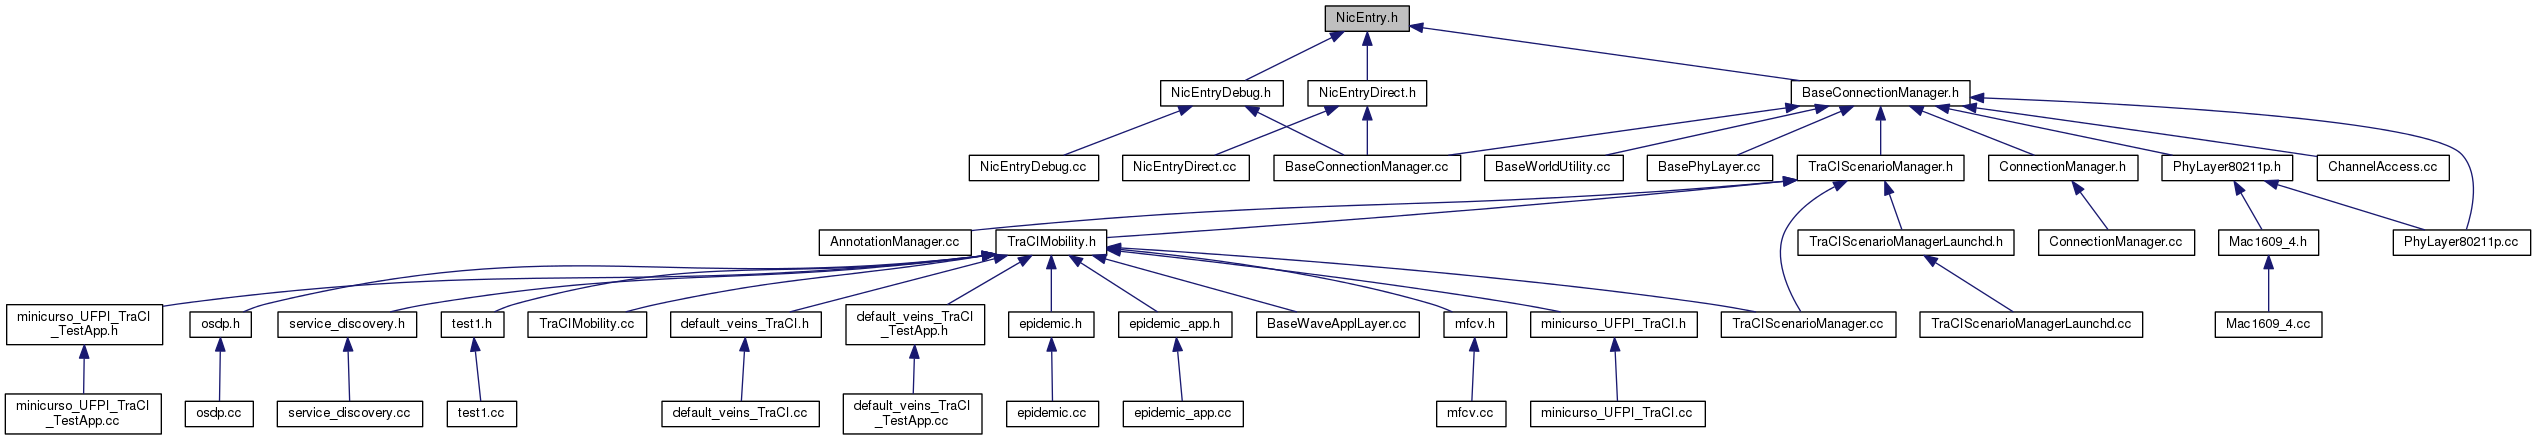 NicEntry.h
NicEntryDebug.h
NicEntryDirect.h
BaseConnectionManager.h
NicEntryDebug.cc
NicEntryDirect.cc
BaseConnectionManager.cc
BaseWorldUtility.cc
BasePhyLayer.cc
TraCIScenarioManager.h
ConnectionManager.h
PhyLayer80211p.h
ChannelAccess.cc
AnnotationManager.cc
TraCIMobility.h
TraCIScenarioManagerLaunchd.h
ConnectionManager.cc
Mac1609_4.h
PhyLayer80211p.cc
minicurso_UFPI_TraCI
_TestApp.h
osdp.h
service_discovery.h
test1.h
TraCIMobility.cc
default_veins_TraCI.h
default_veins_TraCI
_TestApp.h
epidemic.h
epidemic_app.h
BaseWaveApplLayer.cc
mfcv.h
minicurso_UFPI_TraCI.h
TraCIScenarioManager.cc
TraCIScenarioManagerLaunchd.cc
Mac1609_4.cc
minicurso_UFPI_TraCI
_TestApp.cc
osdp.cc
service_discovery.cc
test1.cc
default_veins_TraCI.cc
default_veins_TraCI
_TestApp.cc
epidemic.cc
epidemic_app.cc
mfcv.cc
minicurso_UFPI_TraCI.cc